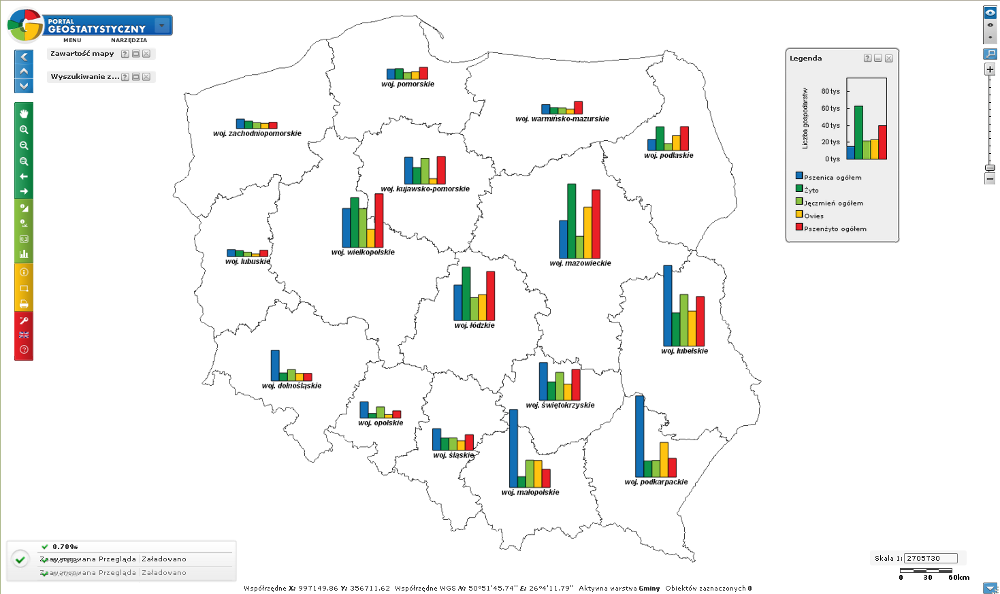 PORTAL
GEOSTATYSTYCZNY
MENU NARZĘDZIA
Zawartość mapy
Wyszukiwanie z...
woj. pomorskie
woj. warmińsko-mazurskie
woj. zachodniopomorskie
woj. podlaskie
woj. kujawsko-pomorskie
woj. wielkopolskie
woj. lubuskie
woj. mazowieckie
woj. łódzkie
woj. lubelskie
woj. dolnośląskie
woj. świętokrzyskie
woj. opolskie
woj. śląskie
woj. podkarpackie
woj. małopolskie
Legenda
Liczba gospodarstw
80 tys
60 tys
40 tys
20 tys
0 tys
Pszenica ogółem
Żyto
Jęczmień ogółem
Owies
Pszenżyto ogółem
0.709s
Zaawansowana Przegląda Załadowano
Zaawansowana Przegląda Załadowano
Skala 1: 2705730
0 30 60km
Współrzędne X: 997149.86 Y: 356711.62 Współrzędne WGS N: 50°51'45.74" E: 26°4'11.79" Aktywna warstwa Gminy Obiektów zaznaczonych 0